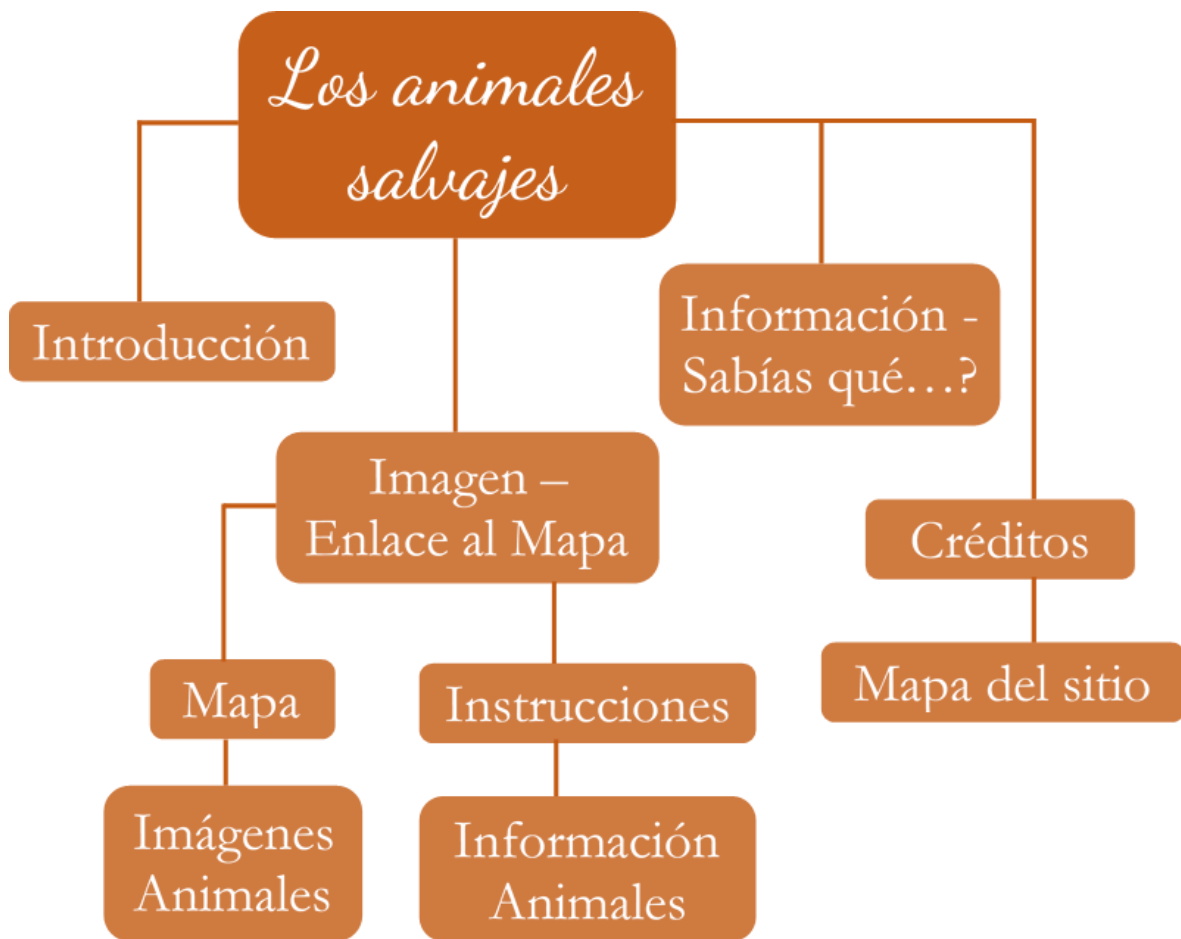 Los animales
salvajes
Introducción
Información -
Sabías qué…?
Imagen –
Enlace al Mapa
Créditos
Mapa
Instrucciones
Mapa del sitio
Imágenes
Animales
Información
Animales